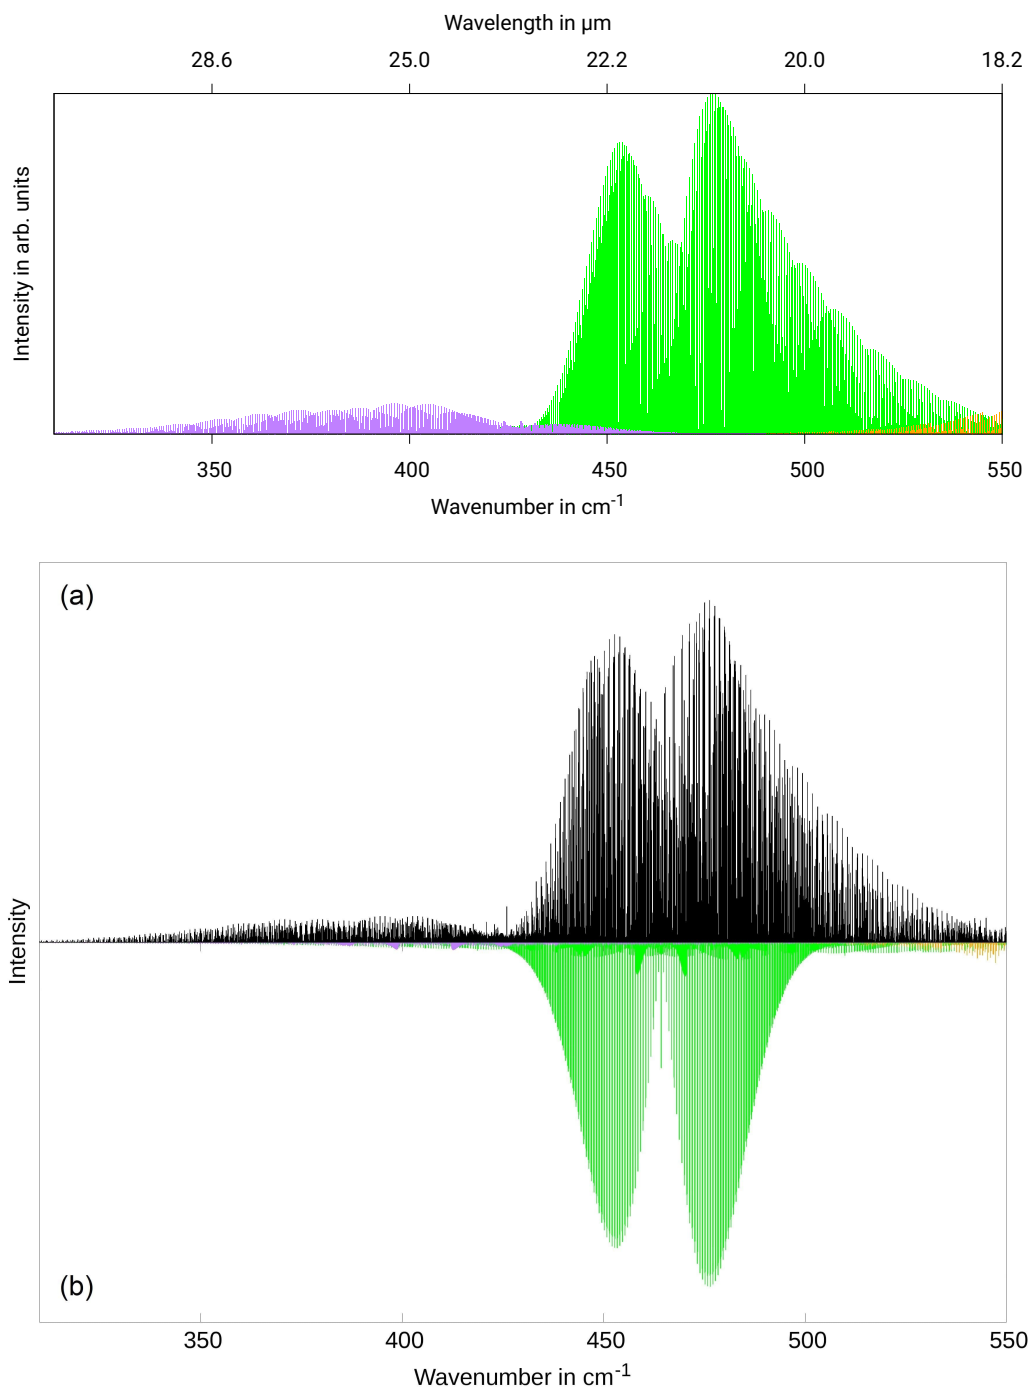 Wavelength in µm
28.6 25.0 22.2 20.0 18.2
Intensity in arb. units
350 400 450 500 550
Wavenumber in cm-1
(a)
Intensity
(b)
350 400 450 500 550
Wavenumber in cm-1